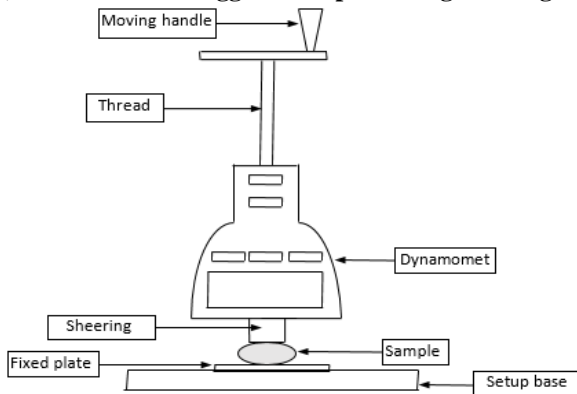 Moving handle
Thread
Dynamomet
Sheering
Sample
Fixed plate
Setup base